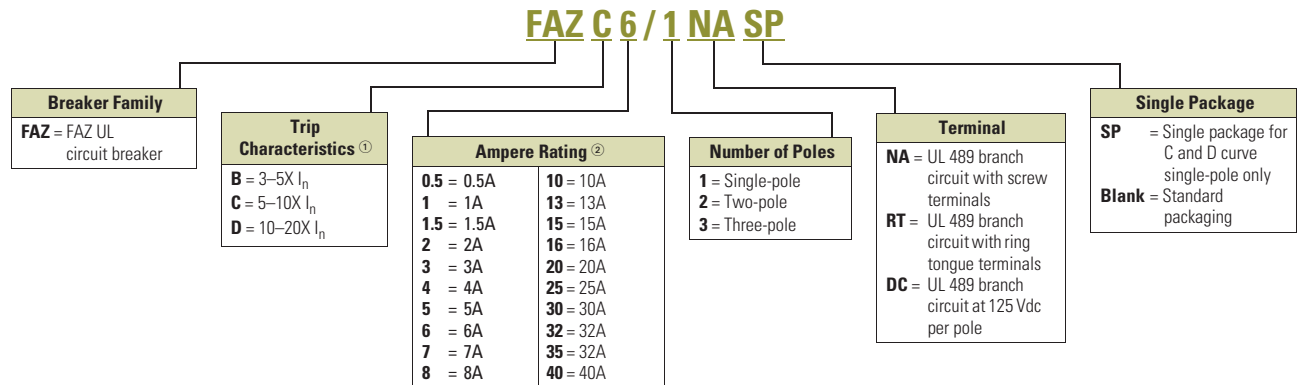 FAZ C 6 / 1 NA SP
Breaker Family
FAZ = FAZ UL
circuit breaker
Trip
Characteristics ①
B = 3–5X In
C = 5–10X In
D = 10–20X In
Ampere Rating ②
0.5 = 0.5A
1 = 1A
1.5 = 1.5A
2 = 2A
3 = 3A
4 = 4A
5 = 5A
6 = 6A
7 = 7A
8 = 8A
10 = 10A
13 = 13A
15 = 15A
16 = 16A
20 = 20A
25 = 25A
30 = 30A
32 = 32A
35 = 32A
40 = 40A
Number of Poles
1 = Single-pole
2 = Two-pole
3 = Three-pole
Terminal
NA = UL 489 branch
circuit with screw
terminals
RT = UL 489 branch
circuit with ring
tongue terminals
DC = UL 489 branch
circuit at 125 Vdc
per pole
Single Package
SP = Single package for
C and D curve
single-pole only
Blank = Standard
packaging